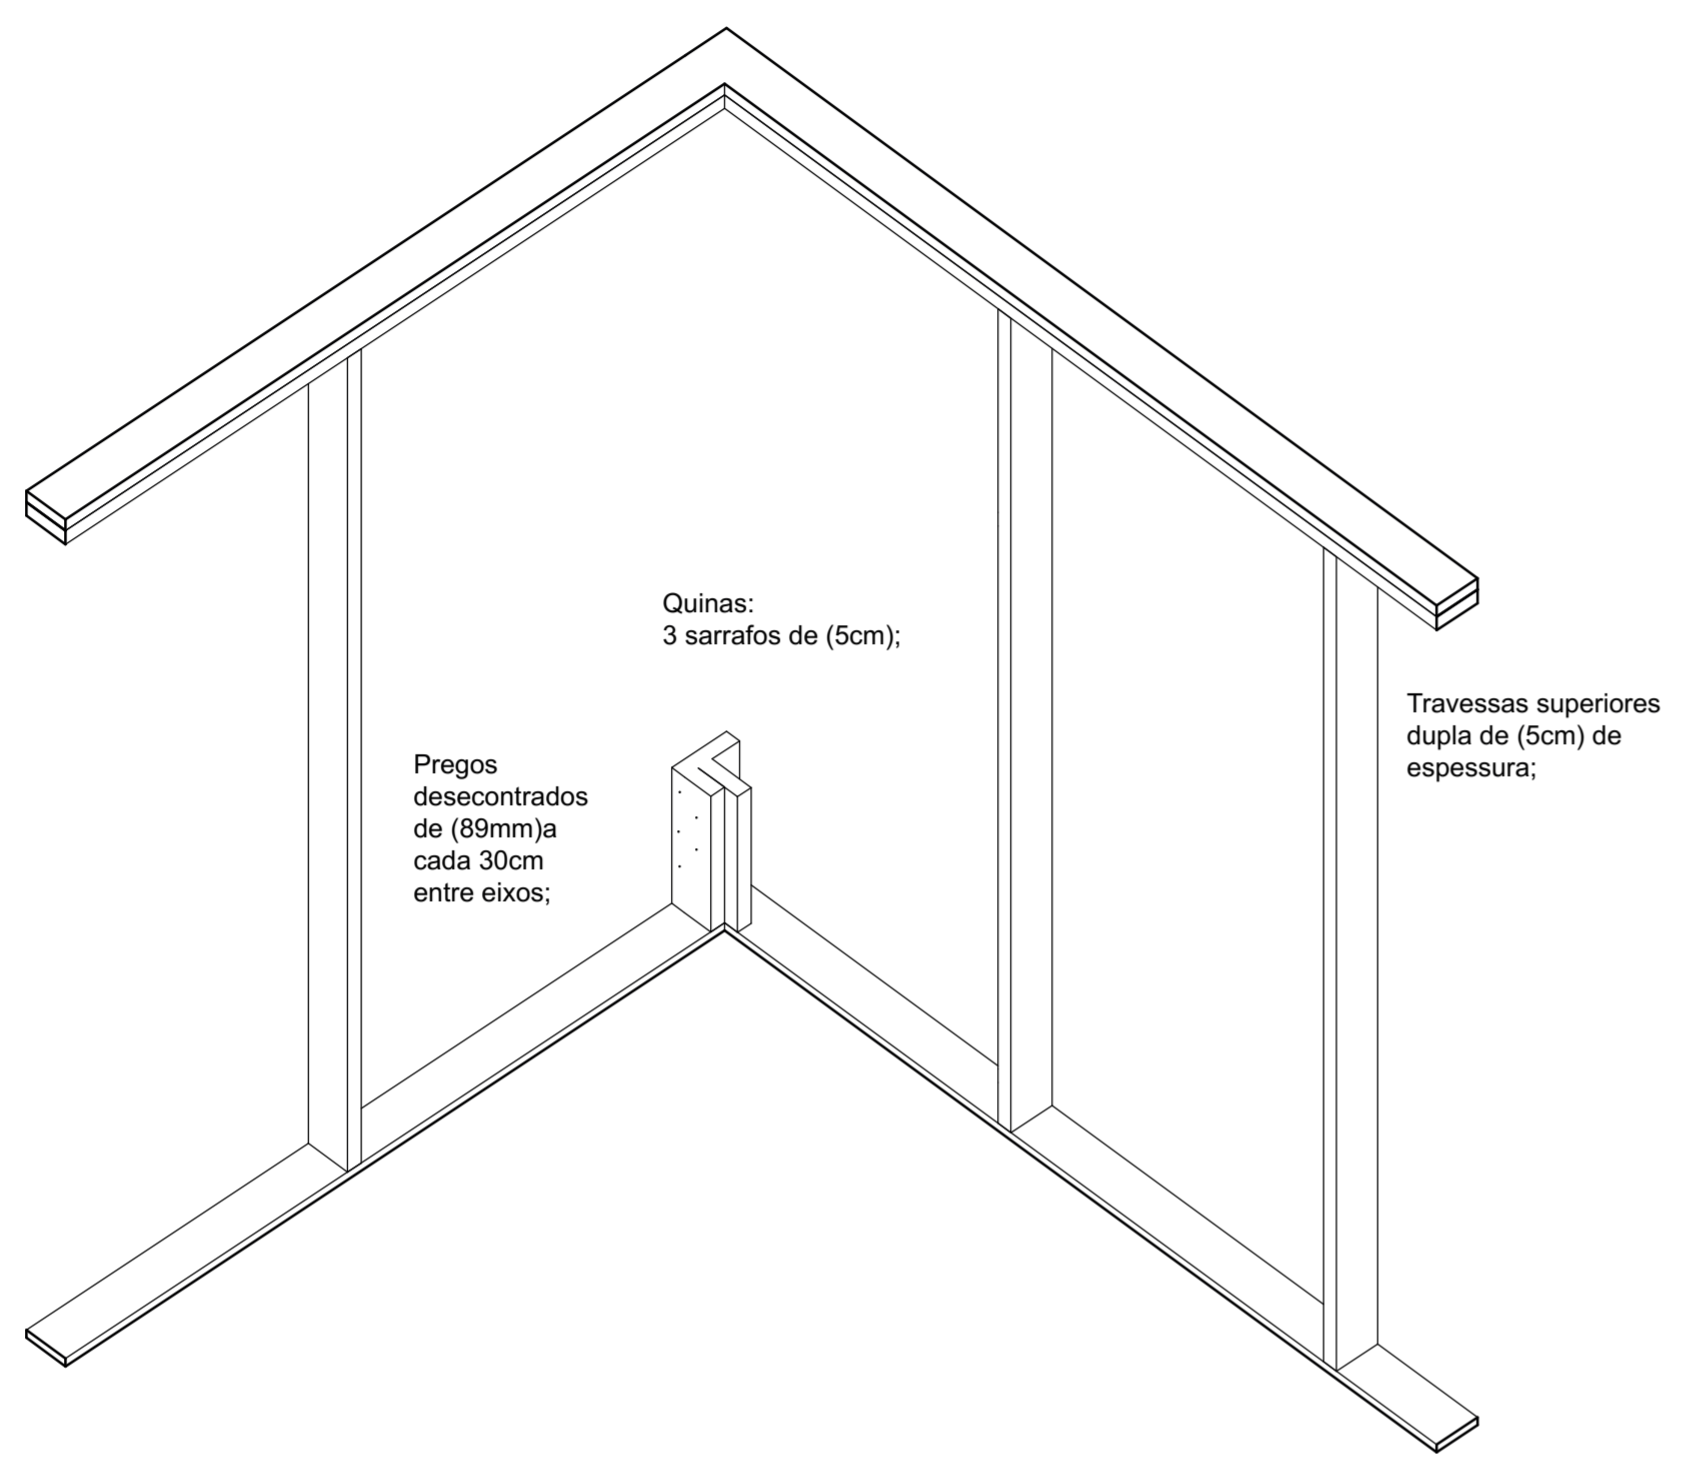 Quinas:
3 sarrafos de (5cm);
Travessas superiores
dupla de (5cm) de
espessura;
Pregos
desecontrados
de (89mm)a
cada 30cm
entre eixos;